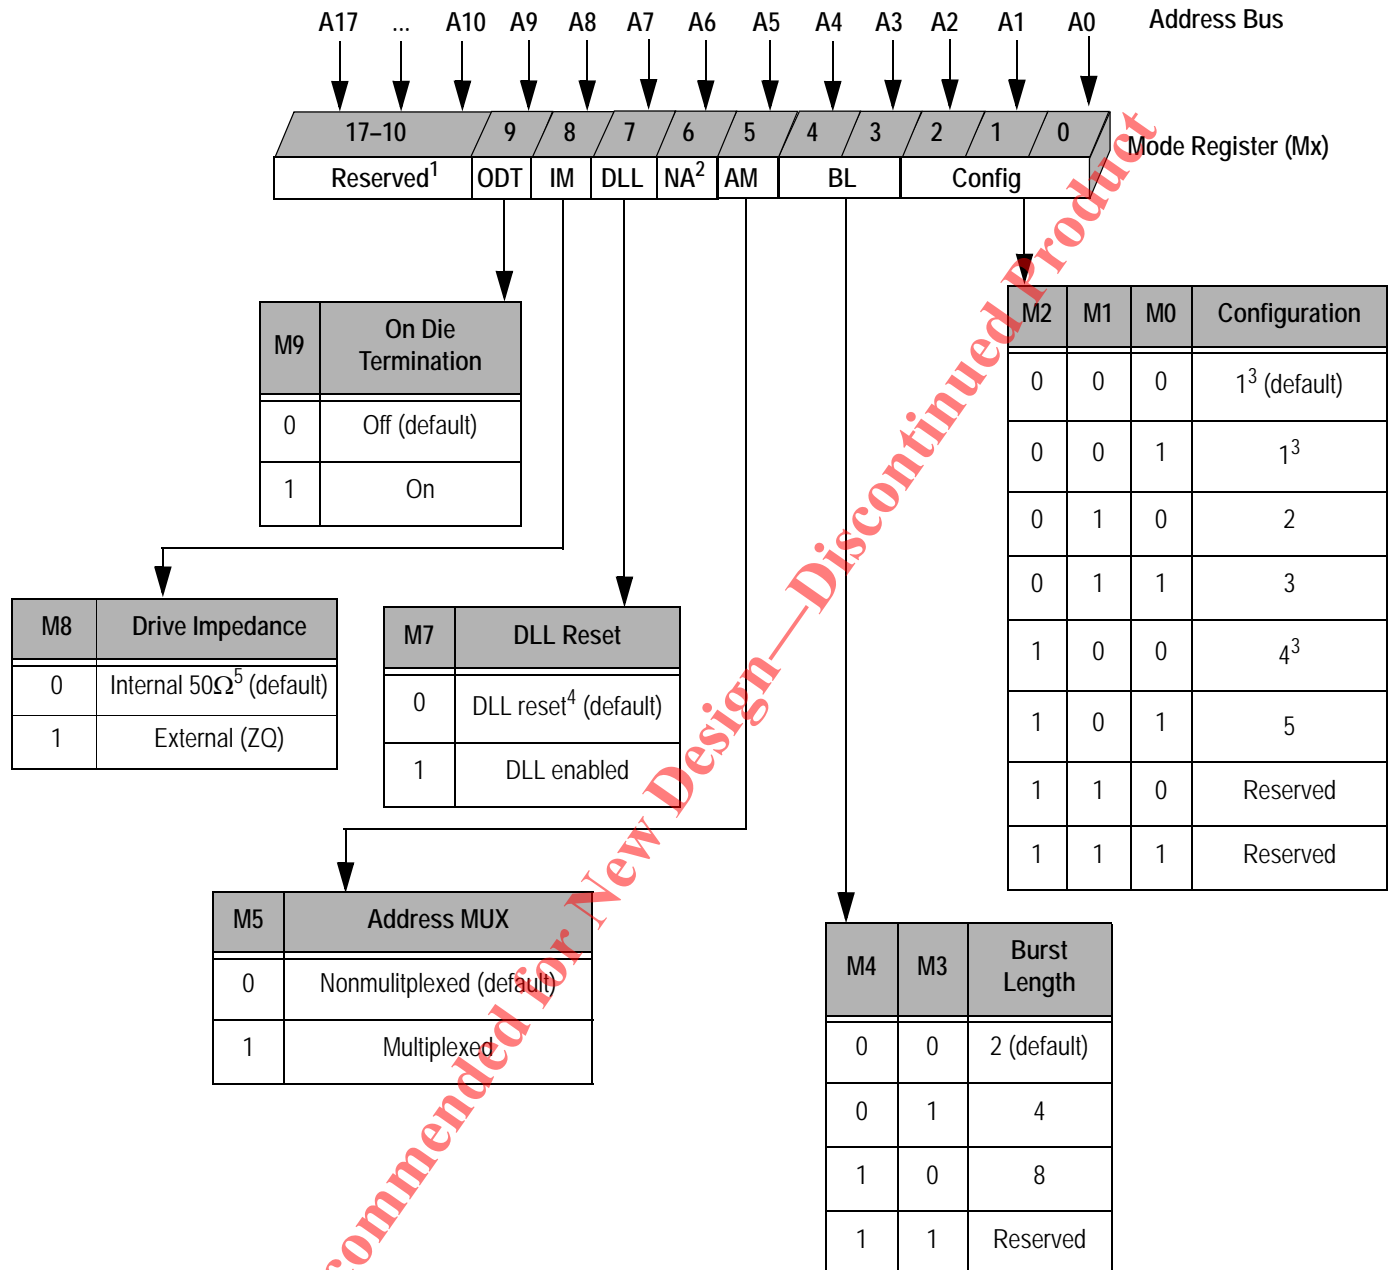 A17 ... A10 A9 A8 A7 A6 A5 A4 A3 A2 A1 A0 Address Bus
17–10 9 8 7 6 5 4 3 2 1 0
Mode Register (Mx)
Reserved1 ODT IM DLL NA2 AM BL Config
M9 On Die Termination
0 Off (default)
1 On
M2 M1 M0 Configuration
0 0 0 13 (default)
0 0 1 13
0 1 0 2
0 1 1 3
1 0 0 43
1 0 1 5
1 1 0 Reserved
1 1 1 Reserved
M8 Drive Impedance
0 Internal 50Ω5 (default)
1 External (ZQ)
M7 DLL Reset
0 DLL reset4 (default)
1 DLL enabled
M5 Address MUX
0 Nonmulitplexed (default)
1 Multiplexed
M4 M3 Burst Length
0 0 2 (default)
0 1 4
1 0 8
1 1 Reserved
commended for New Design—Discontinued Product